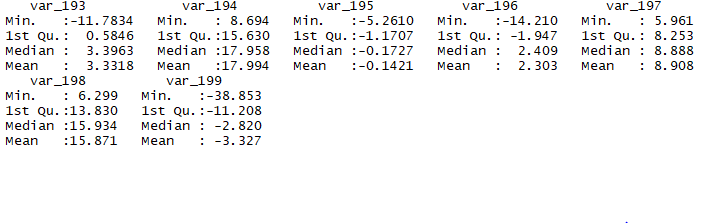 var_193 var_194 var_195 var_196 var_197
Min. :-11.7834 Min. : 8.694 Min. :-5.2610 Min. :-14.210 Min. : 5.961
1st Qu.: 0.5846 1st Qu.:15.630 1st Qu.:-1.1707 1st Qu.: -1.947 1st Qu.: 8.253
Median : 3.3963 Median :17.958 Median :-0.1727 Median : 2.409 Median : 8.888
Mean : 3.3318 Mean :17.994 Mean :-0.1421 Mean : 2.303 Mean : 8.908
var_198 var_199
Min. : 6.299 Min. :-38.853
1st Qu.:13.830 1st Qu.:-11.208
Median :15.934 Median : -2.820
Mean :15.871 Mean : -3.327